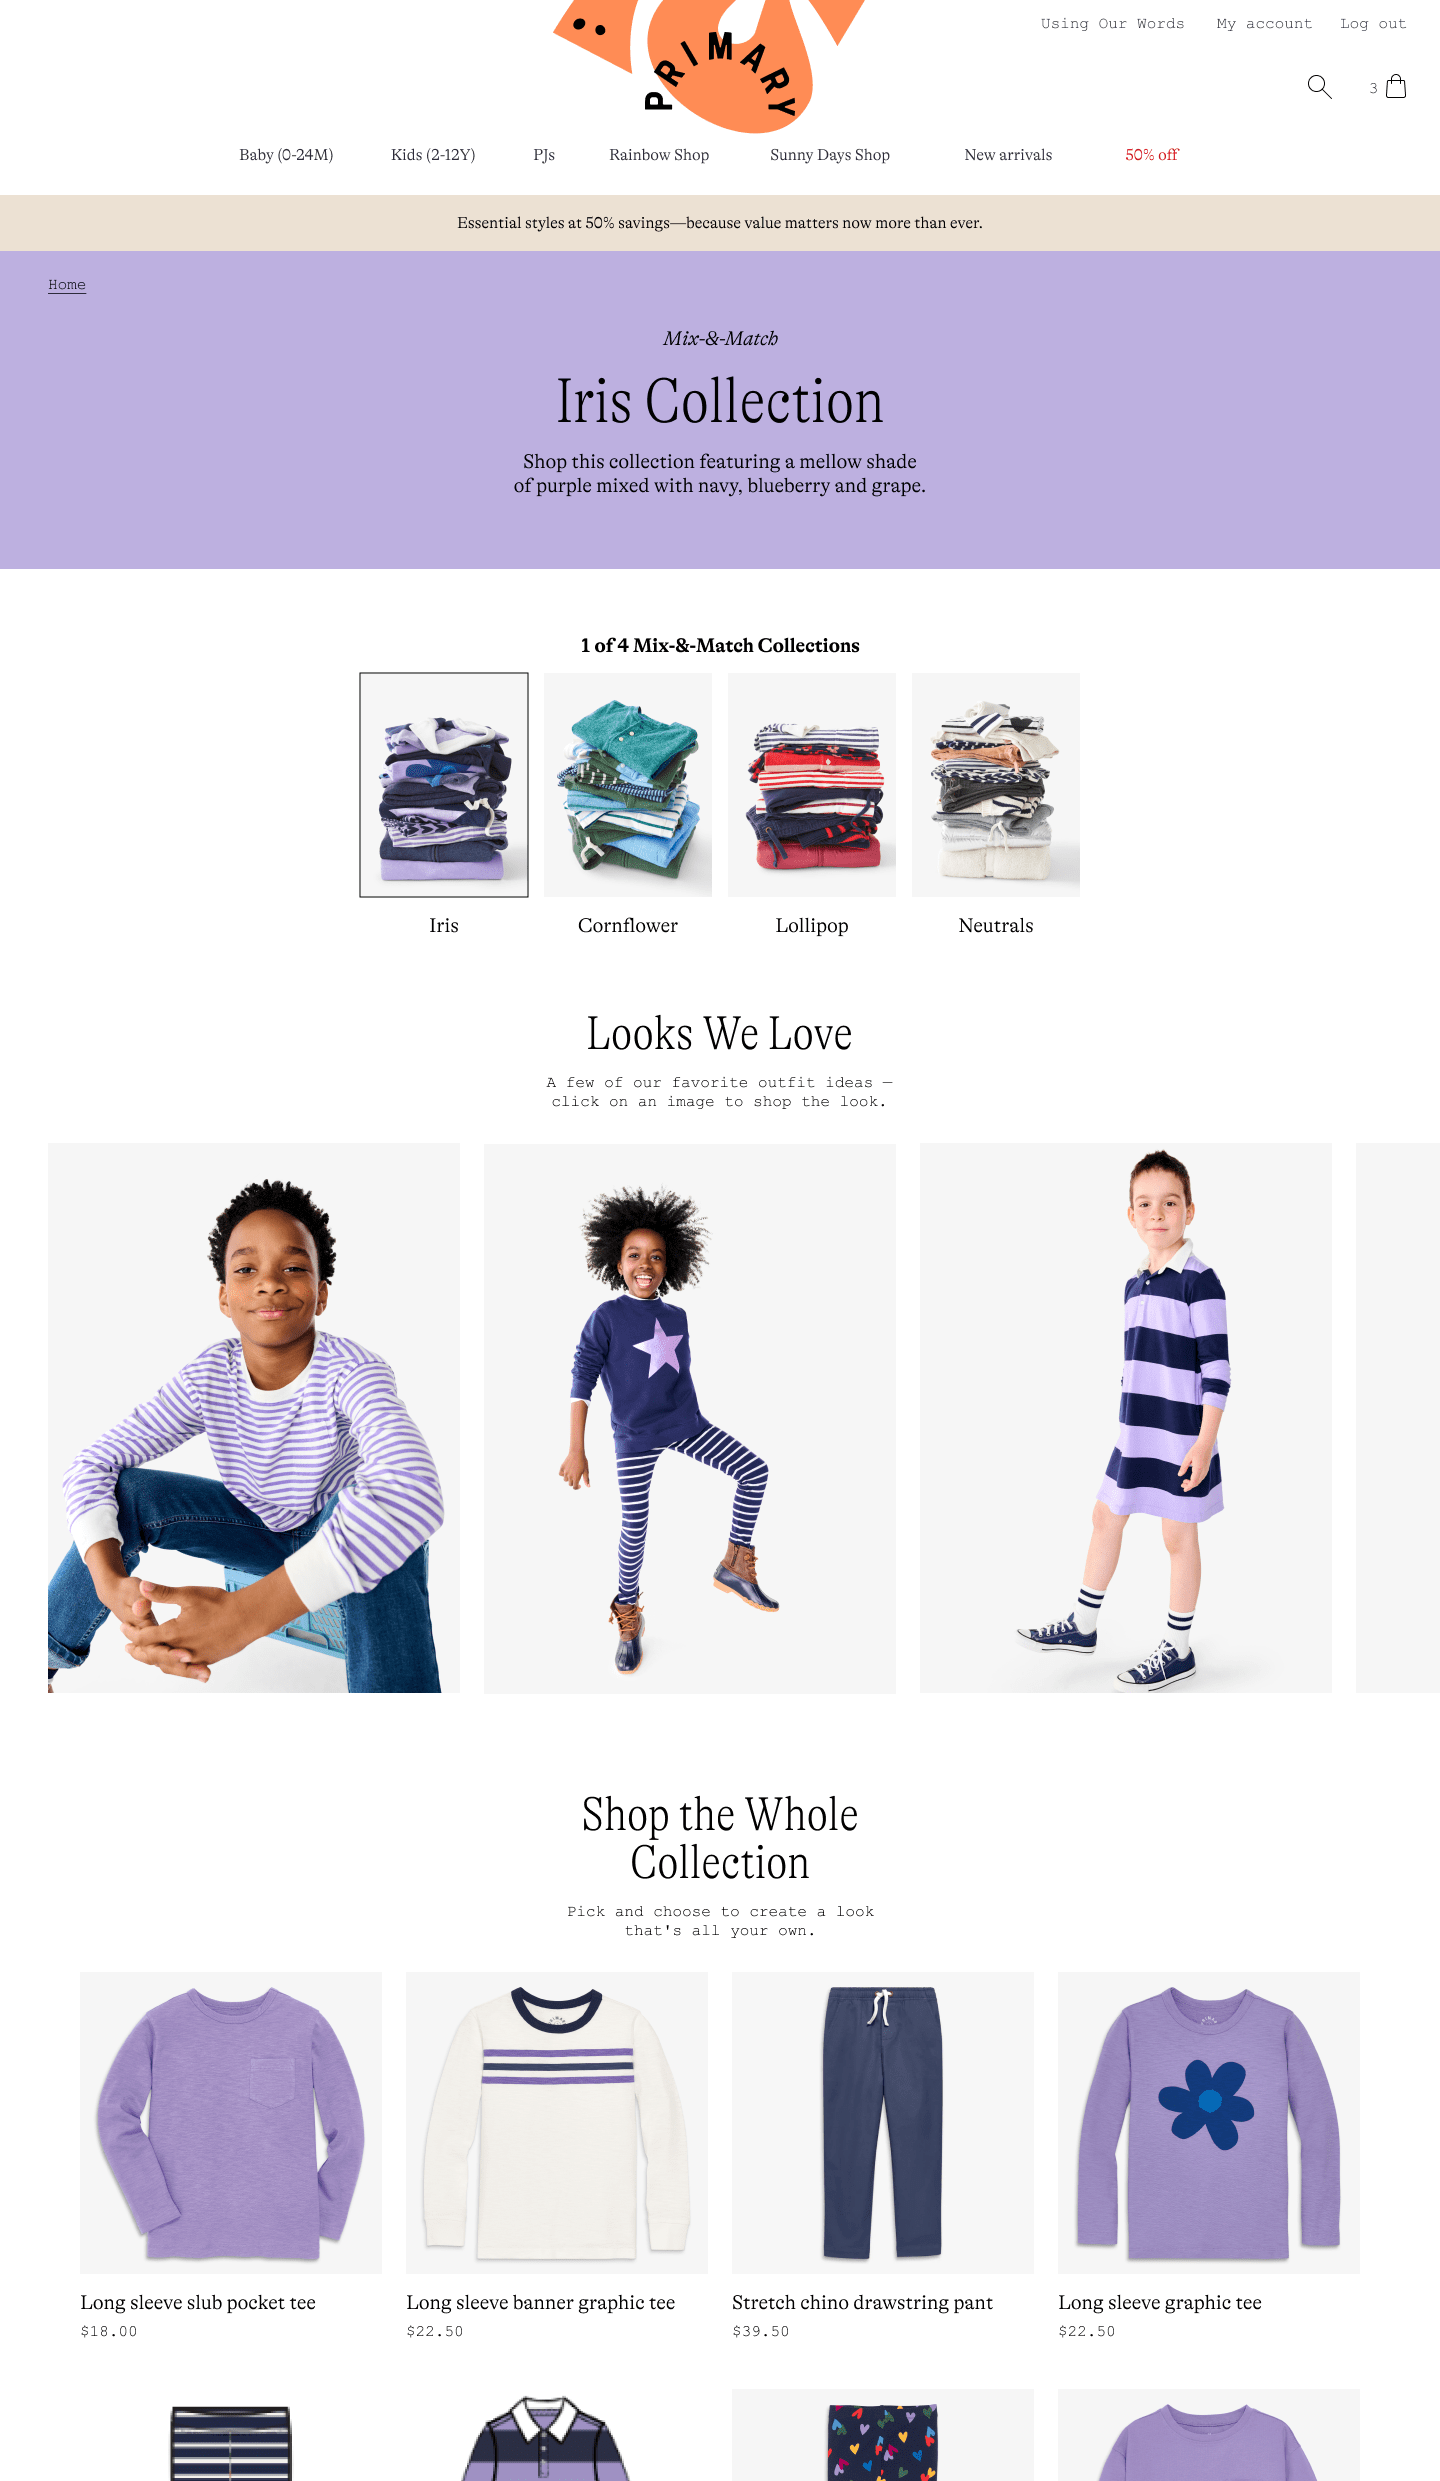 Using Our Words
My account
Log out
PRIMARY
3
Baby (0-24M)
Kids (2-12Y)
PJs
Rainbow Shop
Sunny Days Shop
New arrivals
50% off
Essential styles at 50% savings—because value matters now more than ever.
Home
Mix-&-Match
Iris Collection
Shop this collection featuring a mellow shade
of purple mixed with navy, blueberry and grape.
1 of 4 Mix-&-Match Collections
Iris
Cornflower
Lollipop
Neutrals
Looks We Love
A few of our favorite outfit ideas —
click on an image to shop the look.
Shop the Whole
Collection
Pick and choose to create a look
that's all your own.
Long sleeve slub pocket tee
$18.00
Long sleeve banner graphic tee
$22.50
Stretch chino drawstring pant
$39.50
Long sleeve graphic tee
$22.50